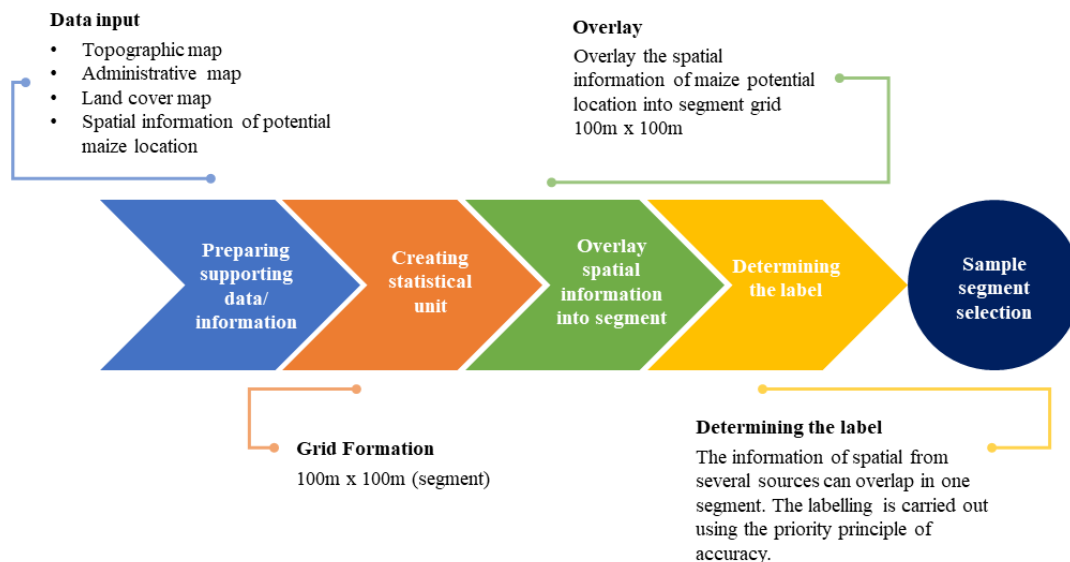 Data input
• Topographic map
• Administrative map
• Land cover map
• Spatial information of potential
maize location
Overlay
Overlay the spatial
information of maize potential
location into segment grid
100m x 100m
Preparing
supporting
data/
information
Creating
statistical
unit
Overlay
spatial
information
into segment
Determining
the label
Sample
segment
selection
Grid Formation
100m x 100m (segment)
Determining the label
The information of spatial from
several sources can overlap in one
segment. The labelling is carried out
using the priority principle of
accuracy.